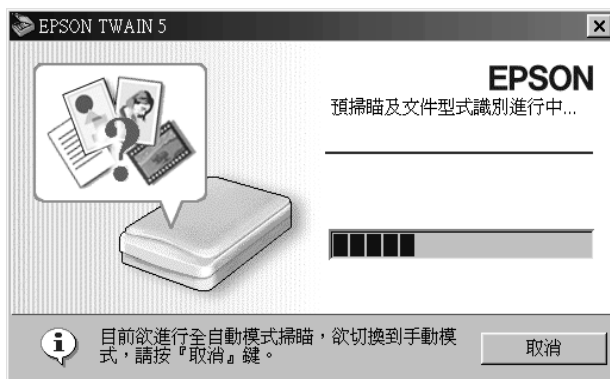 EPSON TWAIN 5
EPSON
預掃瞄及文件型式識別進行中...
目前欲進行全自動模式掃瞄，欲切換到手動模
式，請按『取消』鍵。
取消